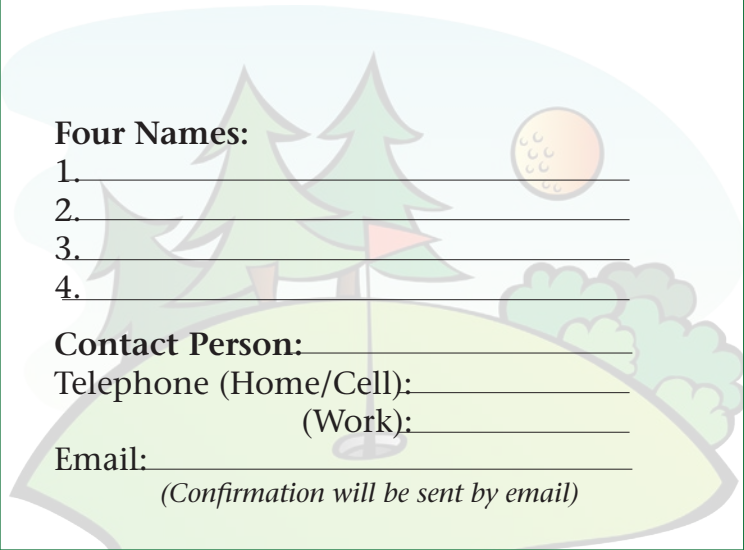 Four Names:
1.
2.
3.
4.
Contact Person:
Telephone (Home/Cell):
(Work):
Email:
(Confirmation will be sent by email)